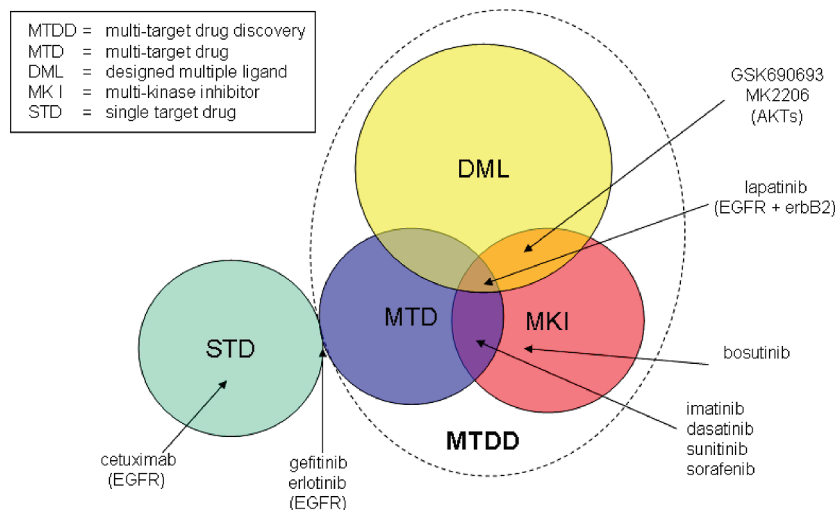 MTDD = multi-target drug discovery
MTD = multi-target drug
DML = designed multiple ligand
MK I = multi-kinase inhibitor
STD = single target drug
GSK690693
MK2206
(AKTs)
DML
lapatinib
(EGFR + erbB2)
MTD
MKI
STD
bosutinib
imatinib
dasatinib
sunitinib
sorafenib
MTDD
cetuximab
(EGFR)
gefitinib
erlotinib
(EGFR)